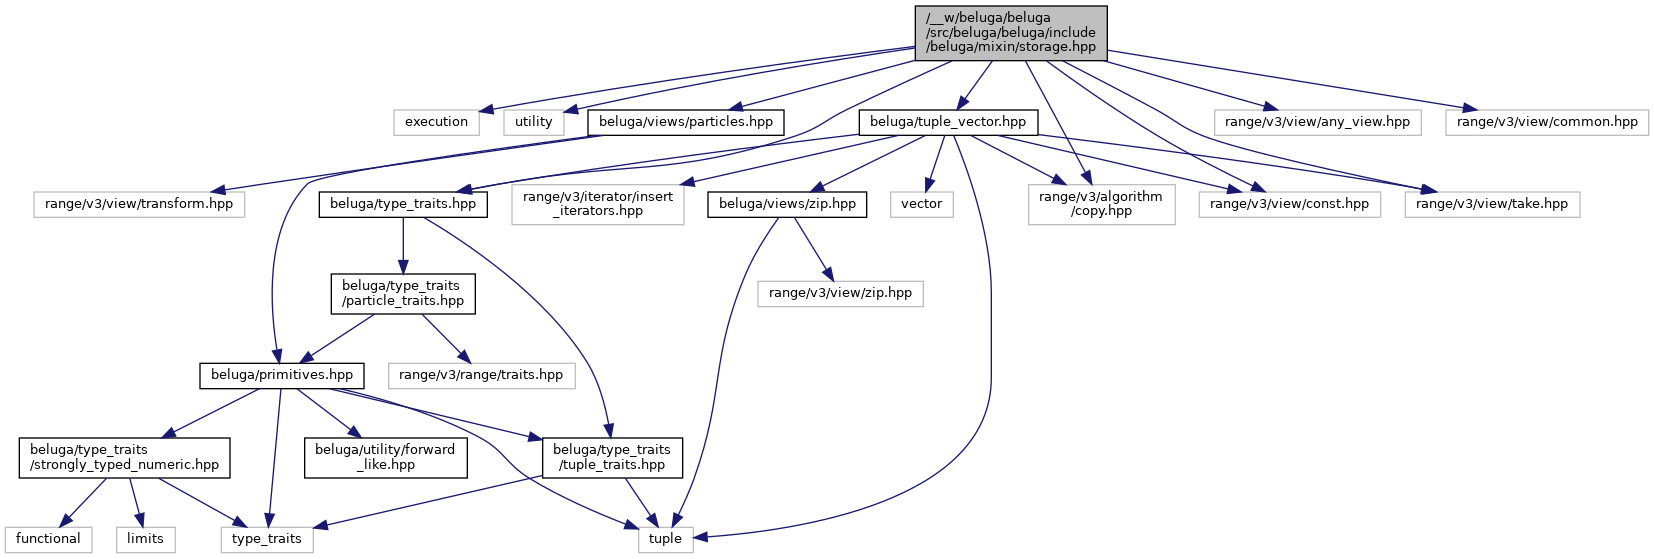 /__w/beluga/beluga
/src/beluga/beluga/include
/beluga/mixin/storage.hpp
execution
utility
beluga/views/particles.hpp
beluga/tuple_vector.hpp
range/v3/view/any_view.hpp
range/v3/view/common.hpp
range/v3/view/transform.hpp
beluga/type_traits.hpp
range/v3/iterator/insert
_iterators.hpp
beluga/views/zip.hpp
vector
range/v3/algorithm
/copy.hpp
range/v3/view/const.hpp
range/v3/view/take.hpp
beluga/type_traits
/particle_traits.hpp
range/v3/view/zip.hpp
beluga/primitives.hpp
range/v3/range/traits.hpp
beluga/type_traits
/strongly_typed_numeric.hpp
beluga/utility/forward
_like.hpp
beluga/type_traits
/tuple_traits.hpp
functional
limits
type_traits
tuple